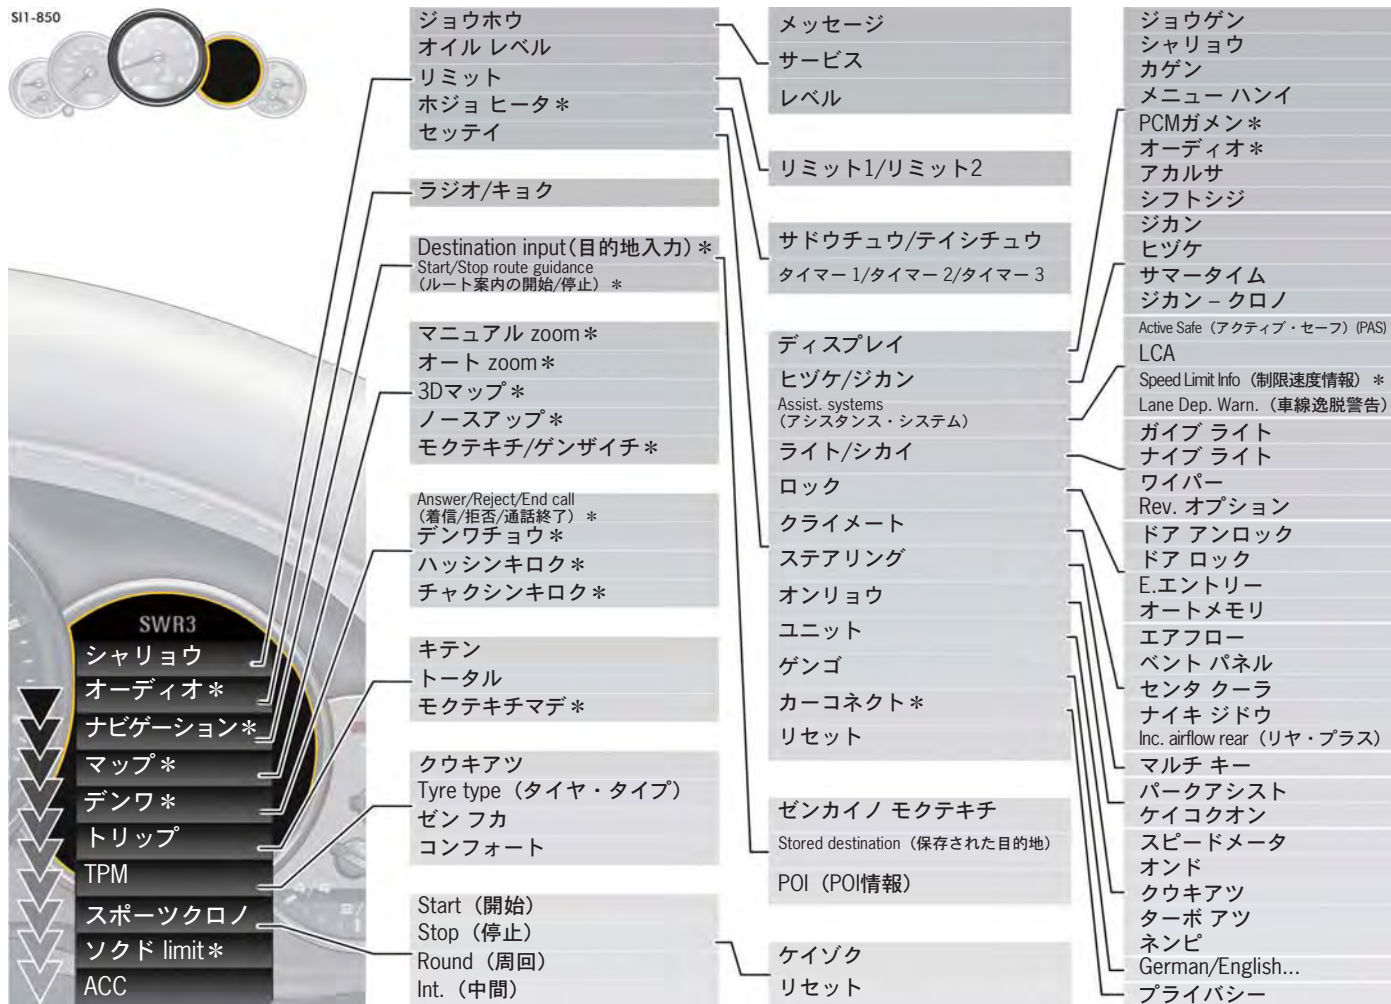 SI1-850
SWR3
シャリョウ
オーディオ*
ナビゲーション*
マップ*
デンワ*
トリップ
TPM
スポーツクロノ
ソクド limit*
ACC
ジョウホウ
オイル レベル
リミット
ホジョ ヒータ*
セッテイ
ラジオ/キョク
Destination input(目的地入力)*
Start/Stop route guidance
(ルート案内の開始/停止) *
マニュアル zoom*
オート zoom*
3Dマップ*
ノースアップ*
モクテキチ/ゲンザイチ*
Answer/Reject/End call
(着信/拒否/通話終了) *
デンワチョウ*
ハッシンキロク*
チャクシンキロク*
キテン
トータル
モクテキチマデ*
クウキアツ
Tyre type(タイヤ・タイプ)
ゼン フカ
コンフォート
Start(開始)
Stop(停止)
Round(周回)
Int.(中間)
メッセージ
サービス
レベル
リミット1/リミット2
サドウチュウ/テイシチュウ
タイマー 1/タイマー 2/タイマー 3
ディスプレイ
ヒヅケ/ジカン
Assist. systems
(アシスタンス・システム)
ライト/シカイ
ロック
クライメート
ステアリング
オンリョウ
ユニット
ゲンゴ
カーコネクト*
リセット
ゼンカイノ モクテキチ
Stored destination(保存された目的地)
POI(POI情報)
ケイゾク
リセット
ジョウゲン
シャリョウ
カゲン
メニュー ハンイ
PCMガメン*
オーディオ*
アカルサ
シフトシジ
ジカン
ヒヅケ
サマータイム
ジカン – クロノ
Active Safe(アクティブ・セーフ)(PAS)
LCA
Speed Limit Info(制限速度情報) *
Lane Dep. Warn.(車線逸脱警告)
ガイブ ライト
ナイブ ライト
ワイパー
Rev. オプション
ドア アンロック
ドア ロック
E.エントリー
オートメモリ
エアフロー
ベント パネル
センタ クーラ
ナイキ ジドウ
Inc. airflow rear(リヤ・プラス)
マルチ キー
パークアシスト
ケイコクオン
スピードメータ
オンド
クウキアツ
ターボ アツ
ネンピ
German/English...
プライバシー